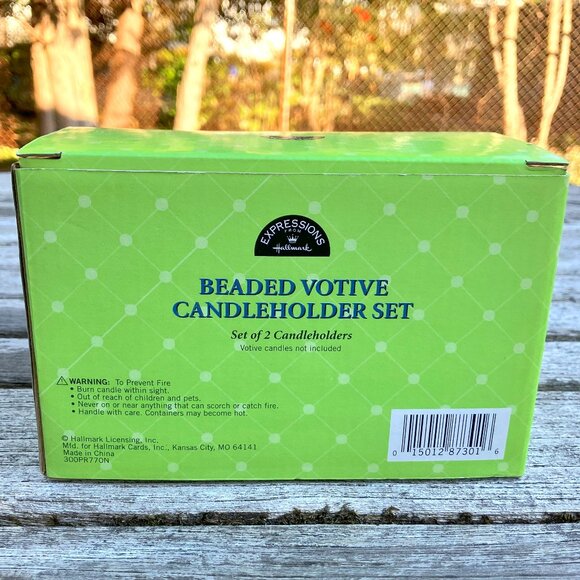 EXPRESSIONS
FROM
Hallmark
BEADED VOTIVE
CANDLEHOLDER SET
Set of 2 Candleholders
Votive candles not included
WARNING: To Prevent Fire
• Burn candle within sight.
• Out of reach of children and pets.
• Never on or near anything that can scorch or catch fire.
• Handle with care. Containers may become hot.
© Hallmark Licensing, Inc.
Mfd. for Hallmark Cards, Inc., Kansas City, MO 64141
Made in China
300PR770N
0 15012 87301 6